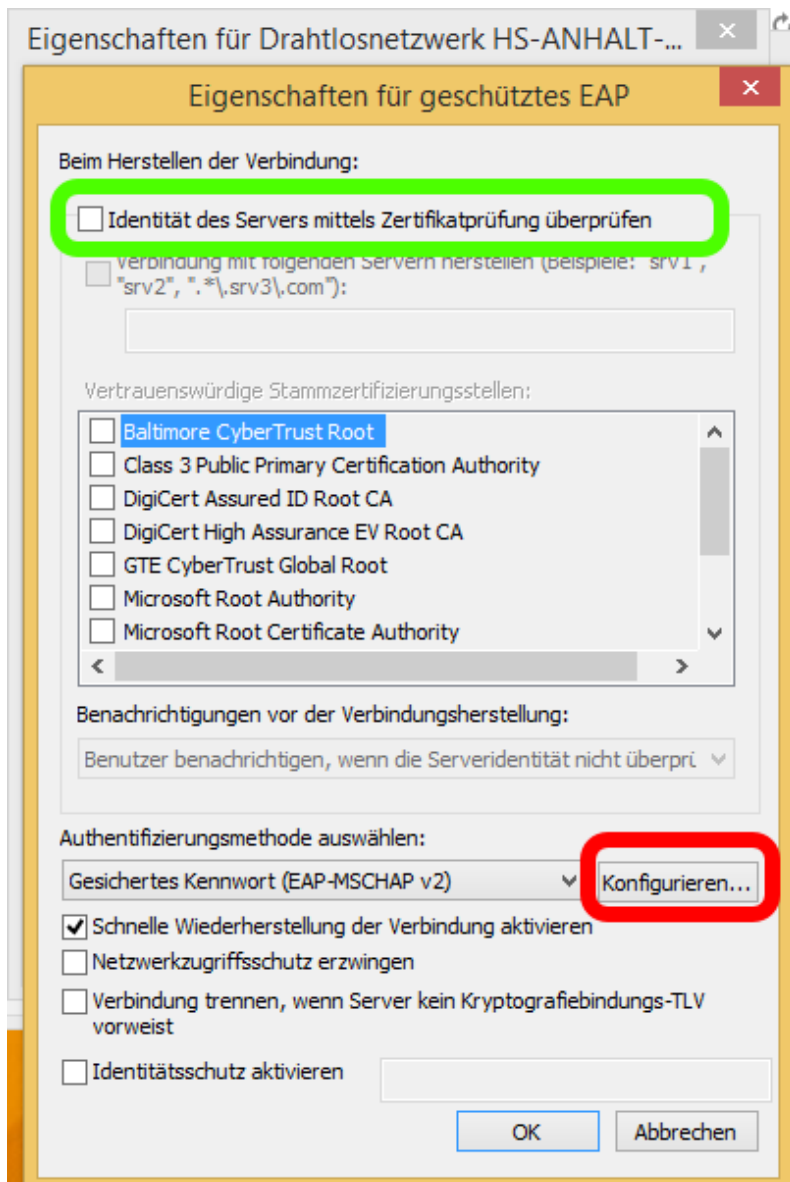 Eigenschaften für Drahtlosnetzwerk HS-ANHALT-...
Eigenschaften für geschütztes EAP
Beim Herstellen der Verbindung:
Identität des Servers mittels Zertifikatprüfung überprüfen
Verbindung mit folgenden Servern herstellen (Beispiele: "srv1",
"srv2", ".*\.srv3\.com"):
Vertrauenswürdige Stammzertifizierungsstellen:
Baltimore CyberTrust Root
Class 3 Public Primary Certification Authority
DigiCert Assured ID Root CA
DigiCert High Assurance EV Root CA
GTE CyberTrust Global Root
Microsoft Root Authority
Microsoft Root Certificate Authority
Benachrichtigungen vor der Verbindungsherstellung:
Benutzer benachrichtigen, wenn die Serveridentität nicht überprü
Authentifizierungsmethode auswählen:
Gesichertes Kennwort (EAP-MSCHAP v2)
Konfigurieren...
Schnelle Wiederherstellung der Verbindung aktivieren
Netzwerkzugriffsschutz erzwingen
Verbindung trennen, wenn Server kein Kryptografiebindungs-TLV
vorweist
Identitätsschutz aktivieren
OK
Abbrechen